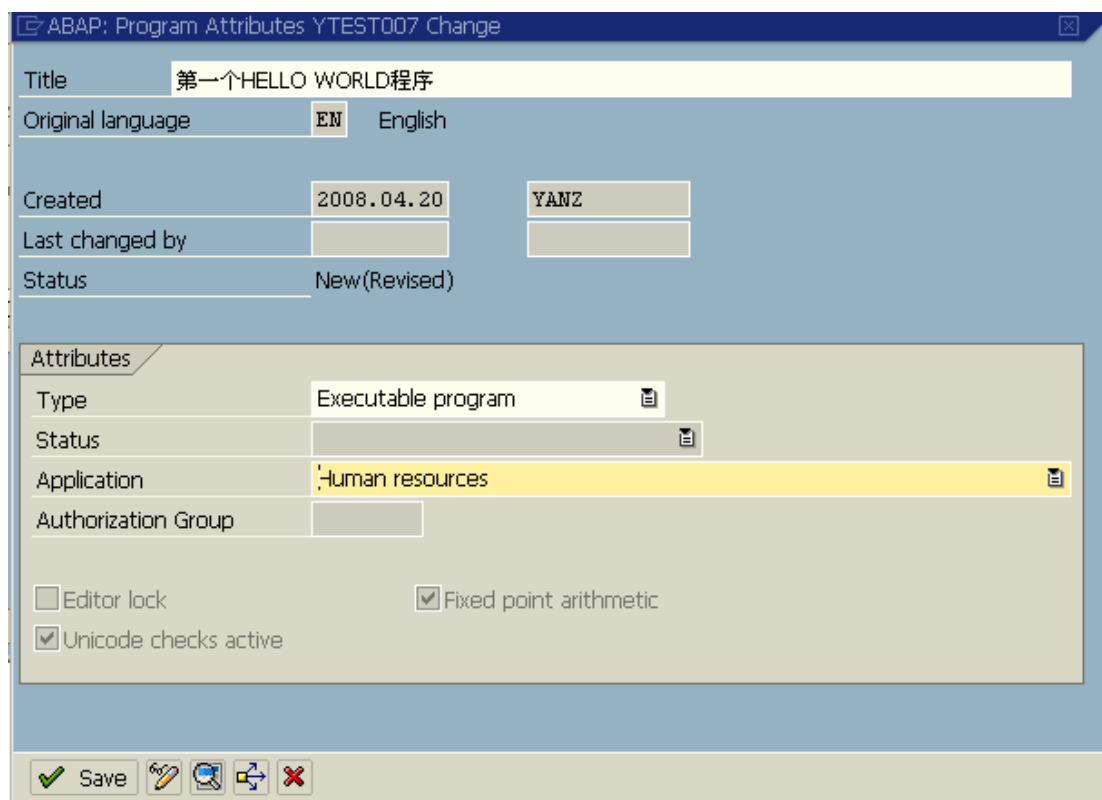 ABAP: Program Attributes YTEST007 Change
Title 第一个HELLO WORLD程序
Original language EN English
Created 2008.04.20 YANZ
Last changed by
Status New(Revised)
Attributes
Type Executable program
Status
Application Human resources
Authorization Group
Editor lock Fixed point arithmetic
Unicode checks active
Save